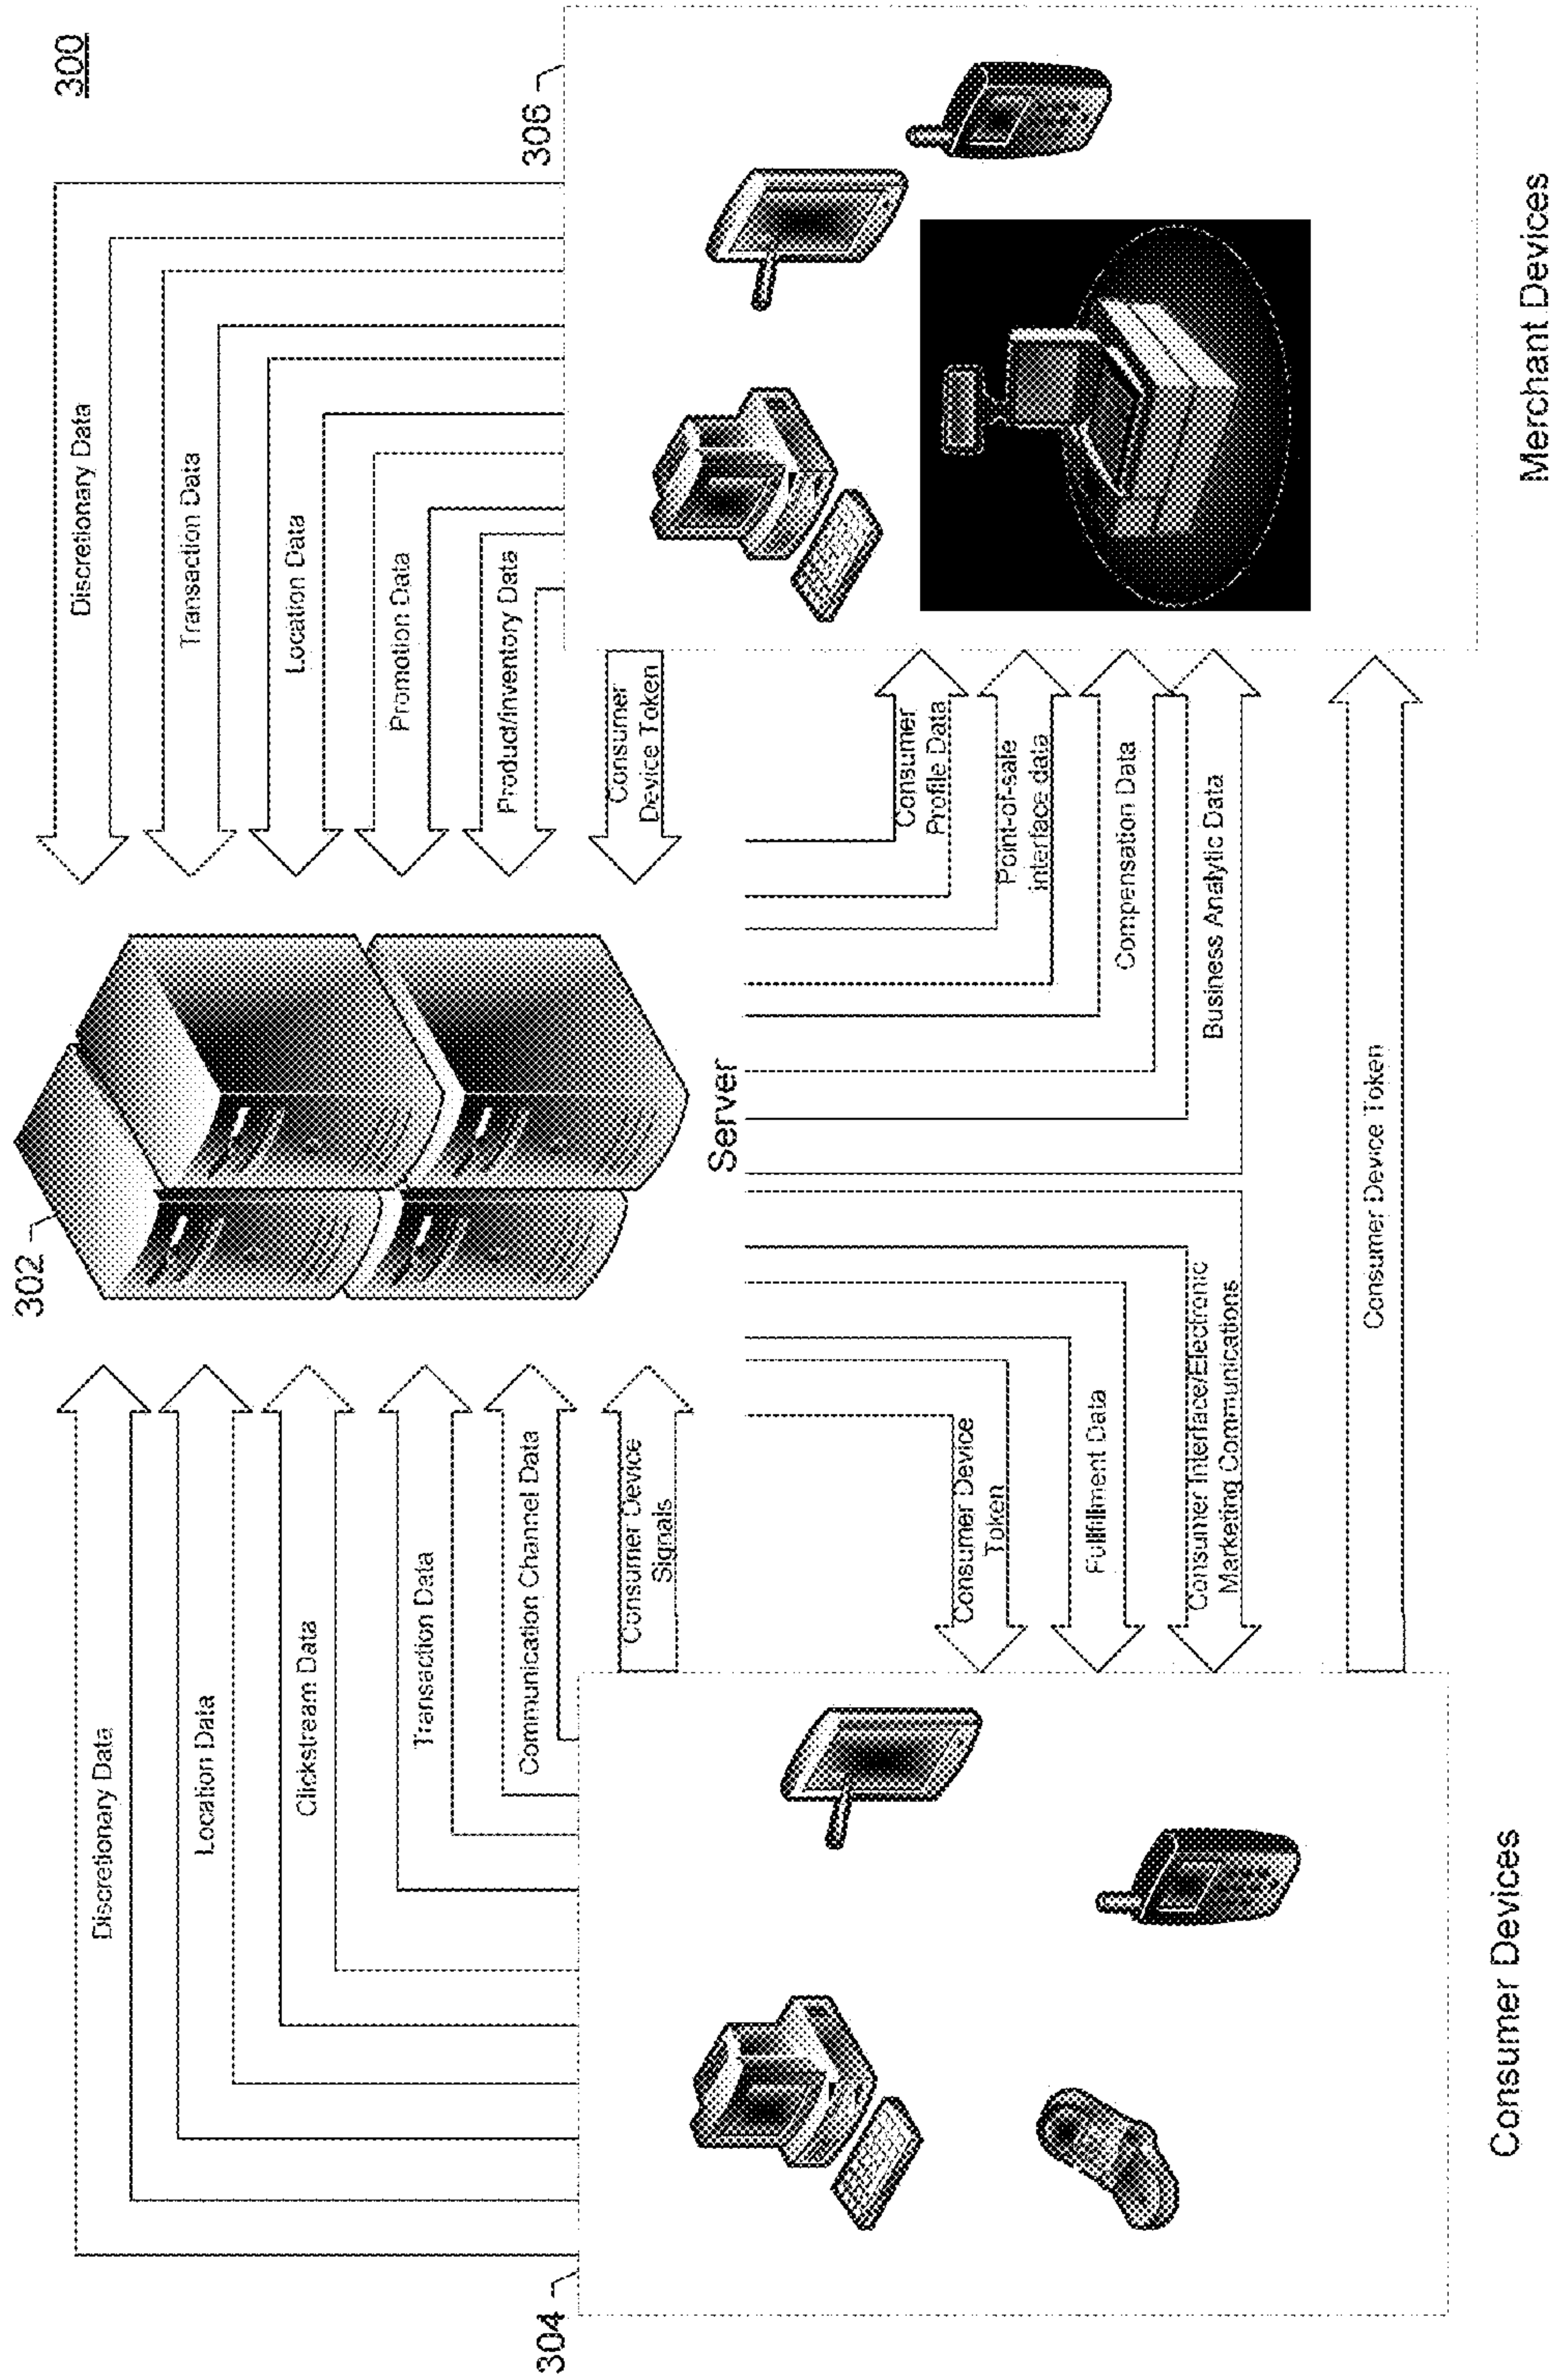 300
302
Discretionary Data
Location Data
Clickstream Data
Transaction Data
Communication Channel Data
Consumer Device
Signals
Discretionary Data
Transaction Data
Location Data
Promotion Data
Product/inventory Data
Consumer
Device Token
304
306
Server
Consumer Device
Token
Fullfillment Data
Consumer Interface/Electronic
Marketing Communications
Consumer
Profile Data
Point-of-sale
interface data
Compensation Data
Business Analytic Data
Consumer Device Token
Consumer Devices
Merchant Devices